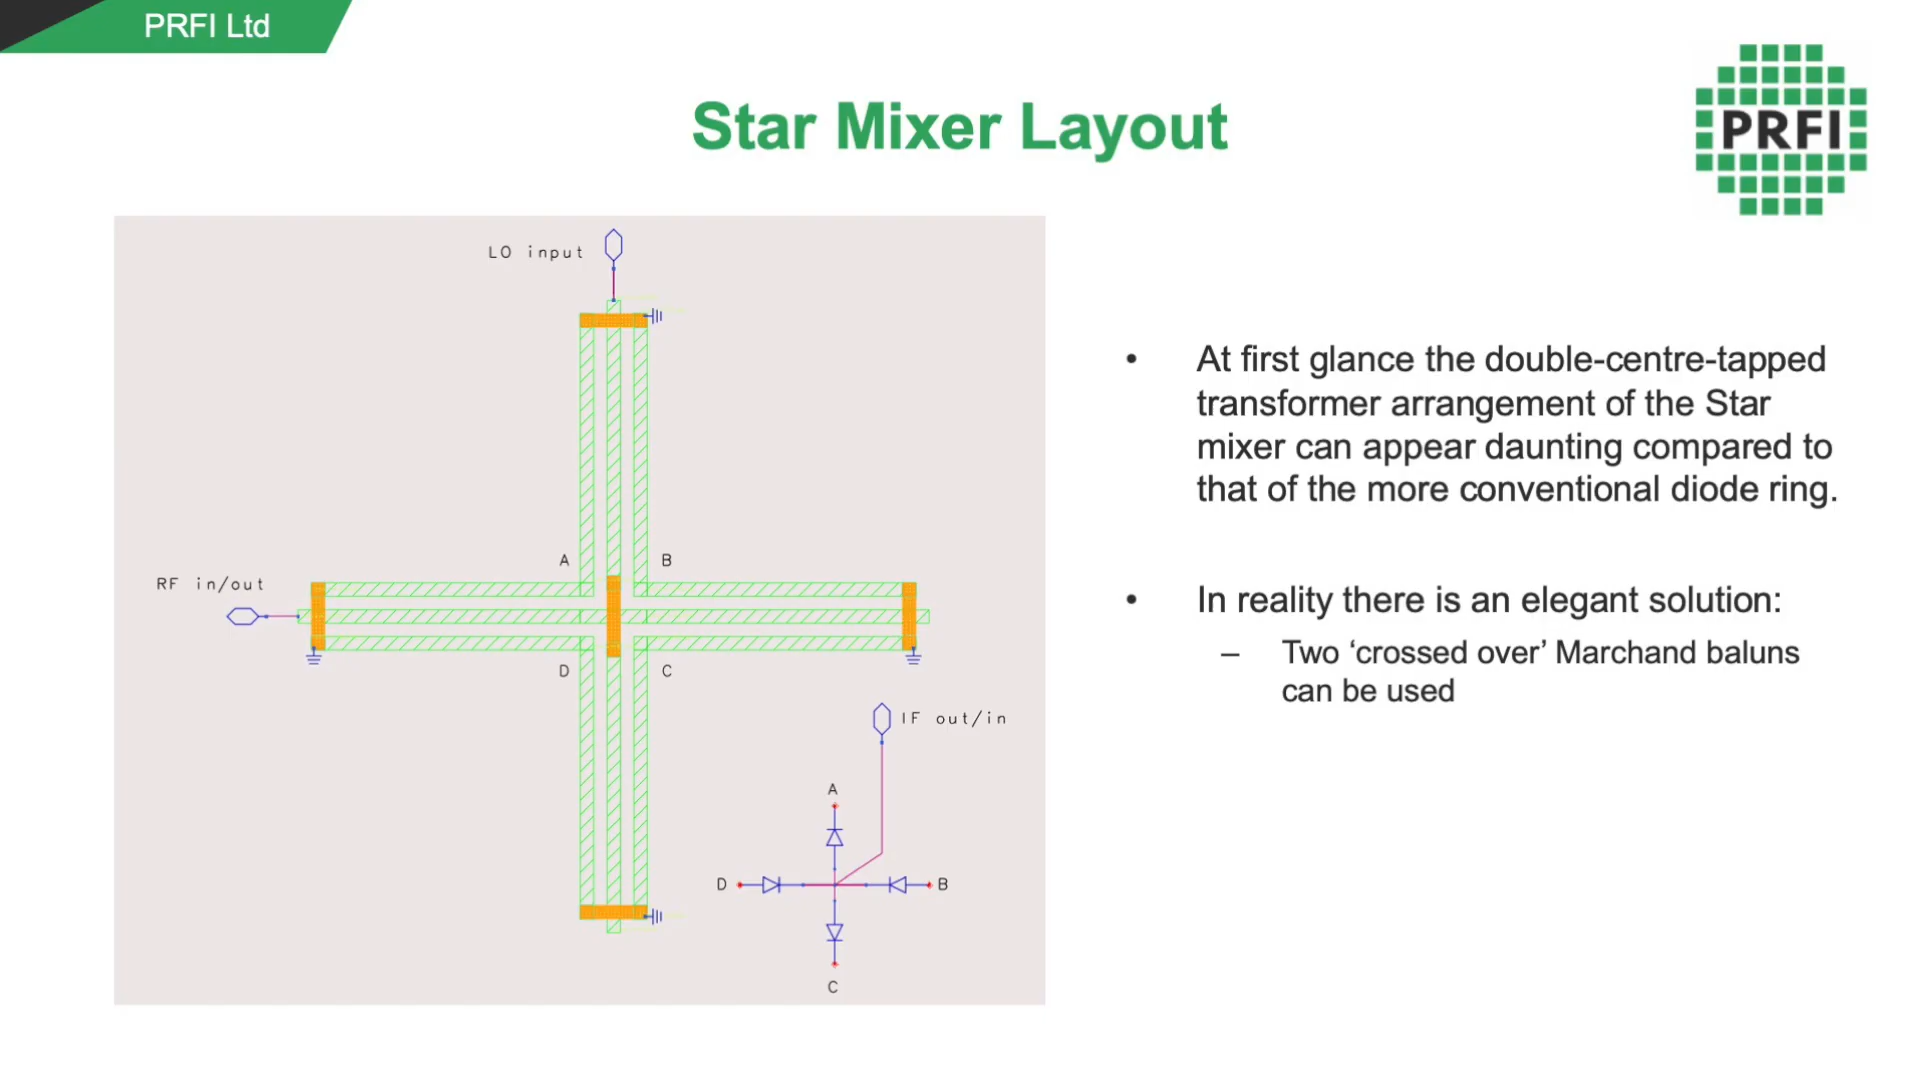 PRFI Ltd
Star Mixer Layout
PRFI
LO input
A
B
RF in/out
D
C
IF out/in
A
D
B
C
• At first glance the double-centre-tapped
transformer arrangement of the Star
mixer can appear daunting compared to
that of the more conventional diode ring.
• In reality there is an elegant solution:
– Two ‘crossed over’ Marchand baluns
can be used